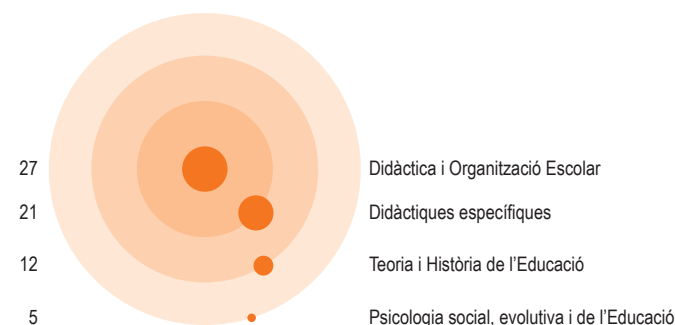 27 Didàctica i Organització Escolar
21 Didàctiques específiques
12 Teoria i Història de l'Educació
5 Psicologia social, evolutiva i de l'Educació